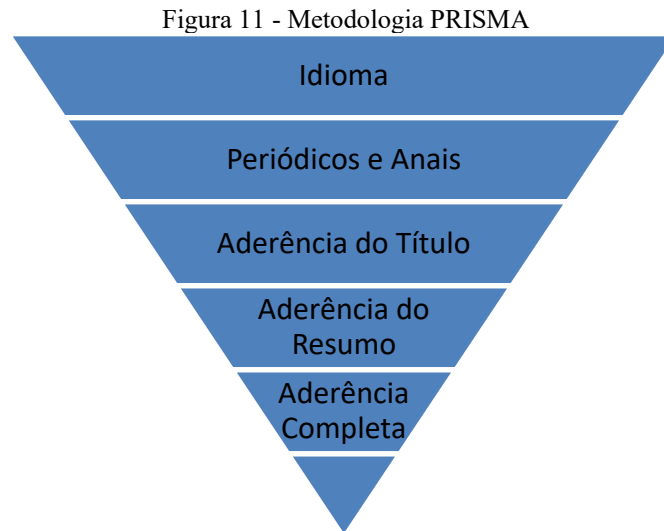 Figura 11 - Metodologia PRISMA
Idioma
Periódicos e Anais
Aderência do Título
Aderência do
Resumo
Aderência
Completa